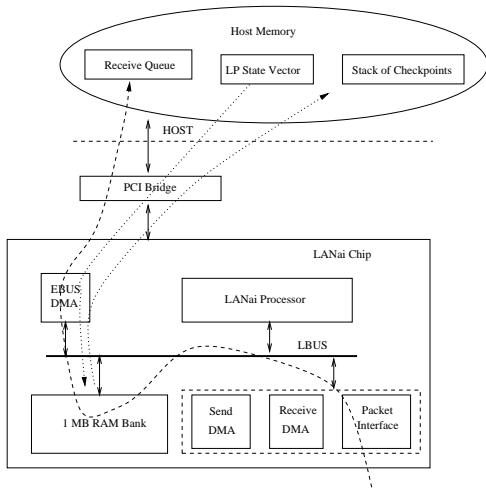 Host Memory
Receive Queue
LP State Vector
Stack of Checkpoints
HOST
PCI Bridge
LANai Chip
EBUS
DMA
LANai Processor
LBUS
1 MB RAM Bank
Send
DMA
Receive
DMA
Packet
Interface